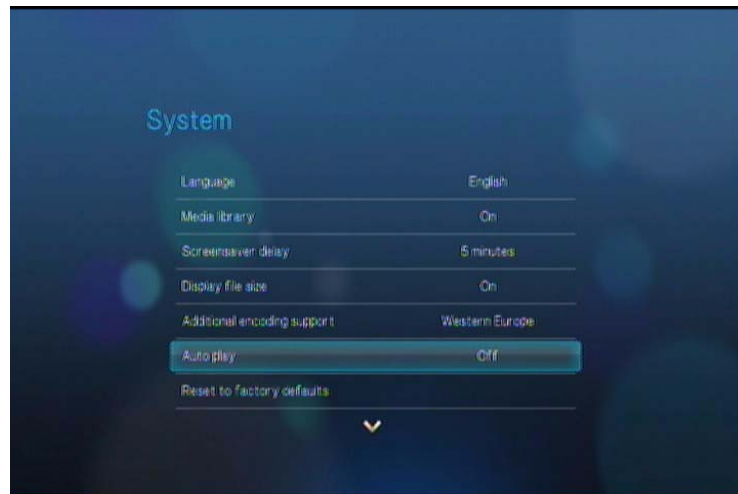 System
Language English
Media library On
Screensaver delay 5 minutes
Display file size On
Additional encoding support Western Europe
Auto play Off
Reset to factory defaults